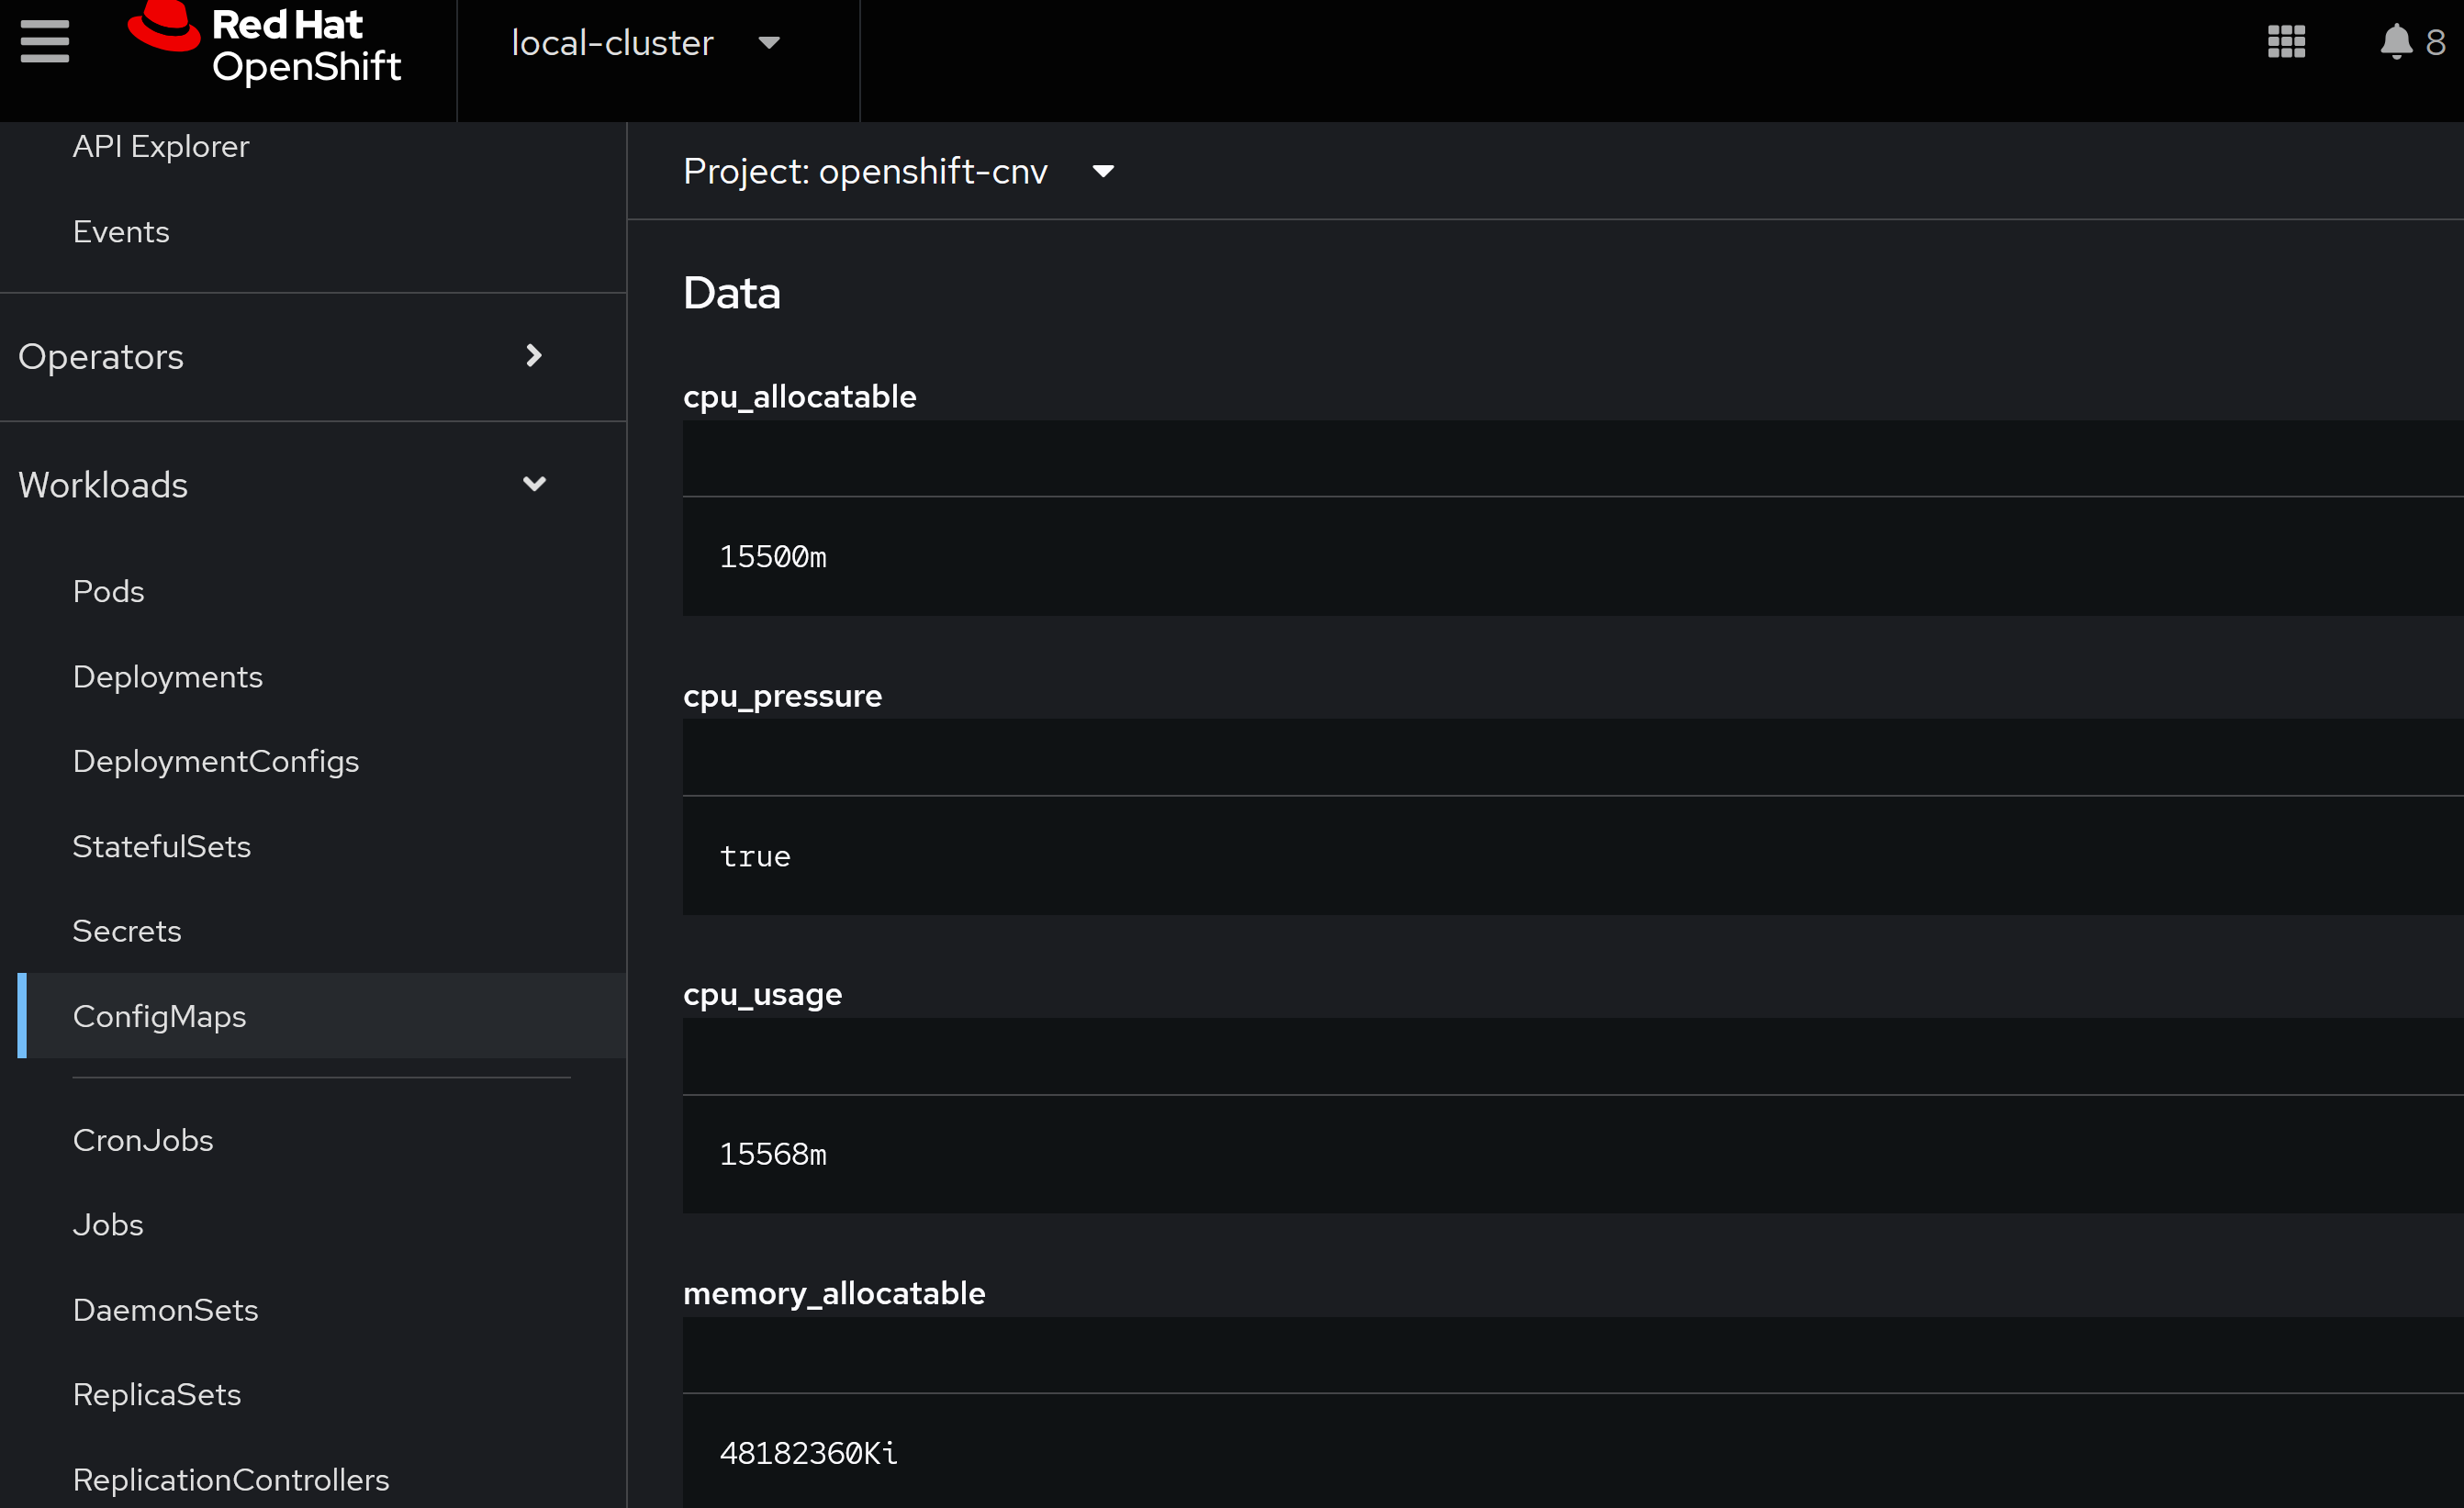 Red Hat
OpenShift
local-cluster
8
API Explorer
Events
Operators
Workloads
Pods
Deployments
DeploymentConfigs
StatefulSets
Secrets
ConfigMaps
CronJobs
Jobs
DaemonSets
ReplicaSets
ReplicationControllers
Project: openshift-cnv
Data
cpu_allocatable
15500m
cpu_pressure
true
cpu_usage
15568m
memory_allocatable
48182360Ki